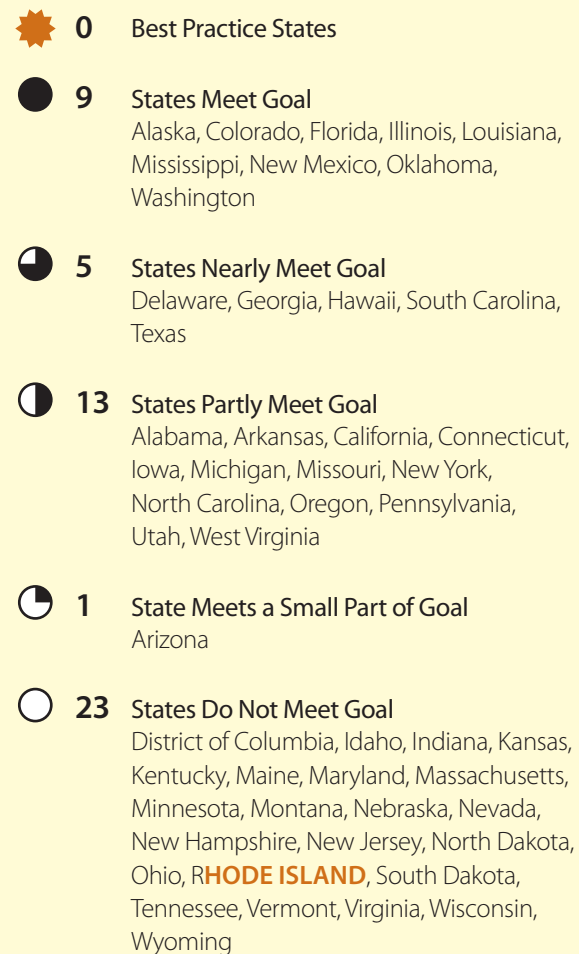 0 Best Practice States
9 States Meet Goal
Alaska, Colorado, Florida, Illinois, Louisiana,
Mississippi, New Mexico, Oklahoma,
Washington
5 States Nearly Meet Goal
Delaware, Georgia, Hawaii, South Carolina,
Texas
13 States Partly Meet Goal
Alabama, Arkansas, California, Connecticut,
Iowa, Michigan, Missouri, New York,
North Carolina, Oregon, Pennsylvania,
Utah, West Virginia
1 State Meets a Small Part of Goal
Arizona
23 States Do Not Meet Goal
District of Columbia, Idaho, Indiana, Kansas,
Kentucky, Maine, Maryland, Massachusetts,
Minnesota, Montana, Nebraska, Nevada,
New Hampshire, New Jersey, North Dakota,
Ohio, RHODE ISLAND, South Dakota,
Tennessee, Vermont, Virginia, Wisconsin,
Wyoming